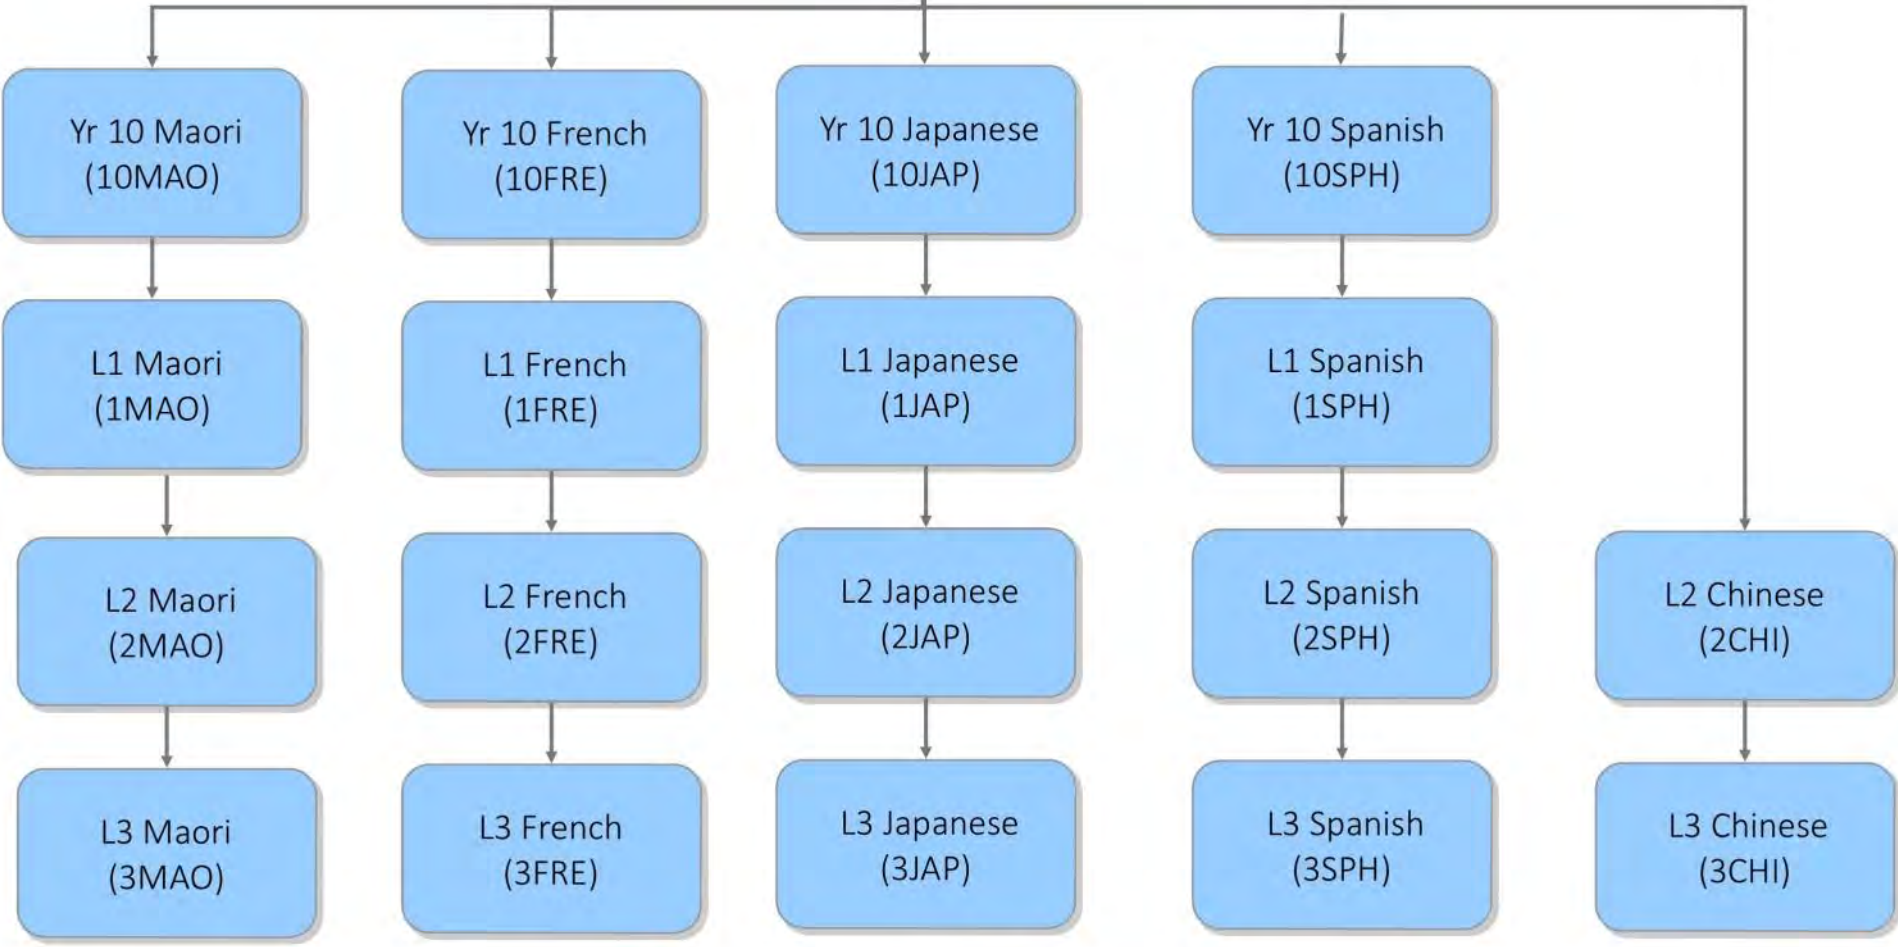 Yr 10 Maori
(10MAO)
Yr 10 French
(10FRE)
Yr 10 Japanese
(10JAP)
Yr 10 Spanish
(10SPH)
L1 Maori
(1MAO)
L1 French
(1FRE)
L1 Japanese
(1JAP)
L1 Spanish
(1SPH)
L2 Maori
(2MAO)
L2 French
(2FRE)
L2 Japanese
(2JAP)
L2 Spanish
(2SPH)
L2 Chinese
(2CHI)
L3 Maori
(3MAO)
L3 French
(3FRE)
L3 Japanese
(3JAP)
L3 Spanish
(3SPH)
L3 Chinese
(3CHI)